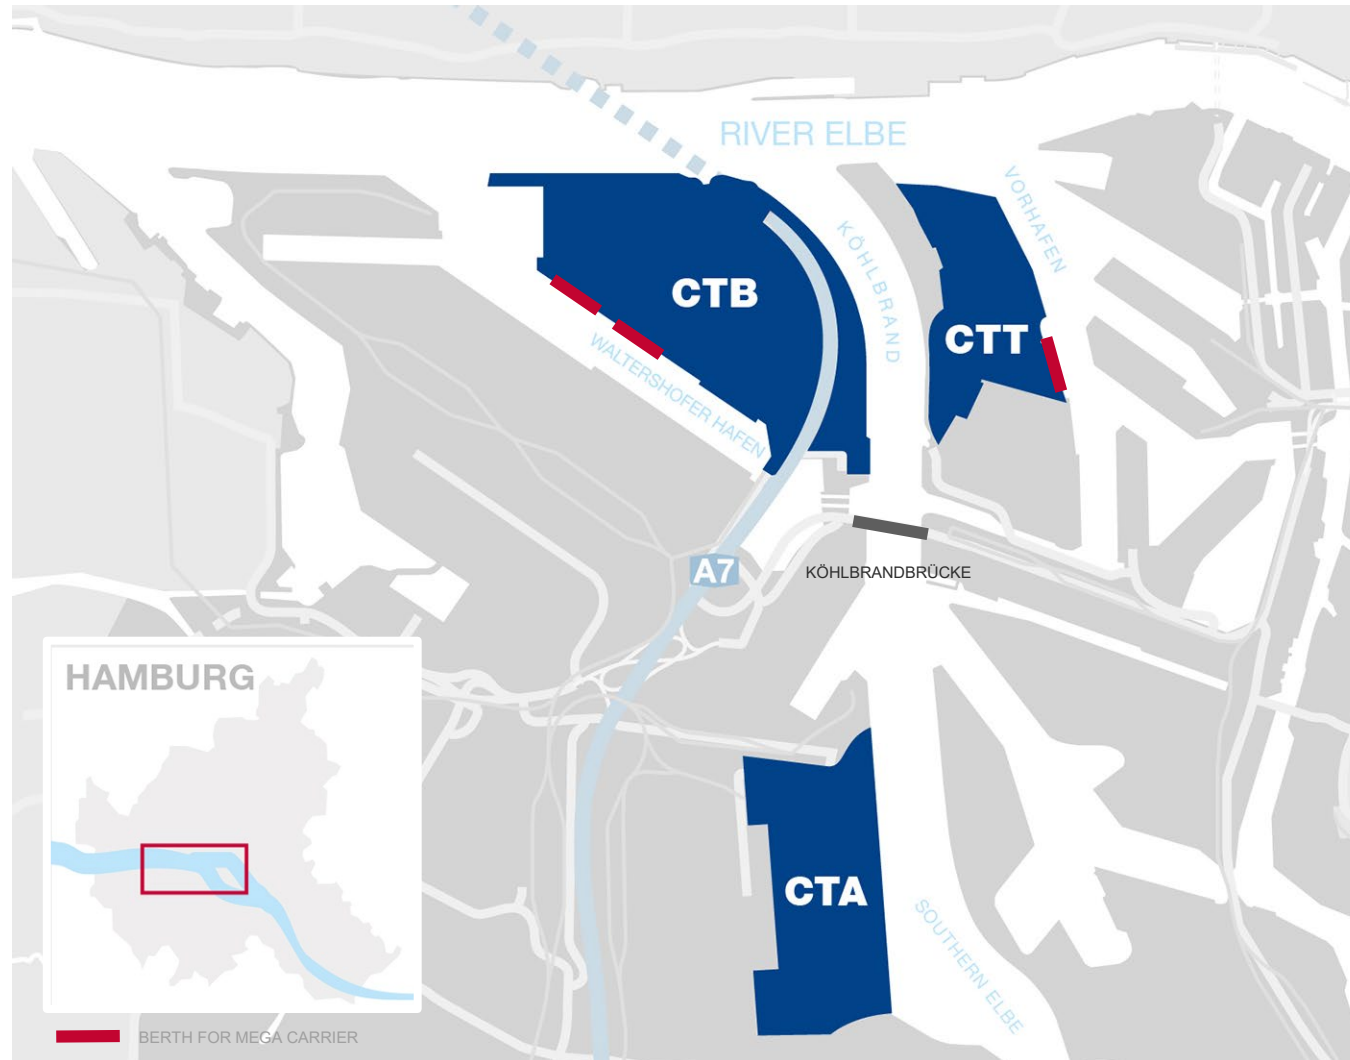 RIVER ELBE
VORHAFEN
KÖHLBRAND
CTB
CTT
WALTERSHOFER HAFEN
A7
KÖHLBRANDBRÜCKE
HAMBURG
CTA
SOUTHERN ELBE
BERTH FOR MEGA CARRIER